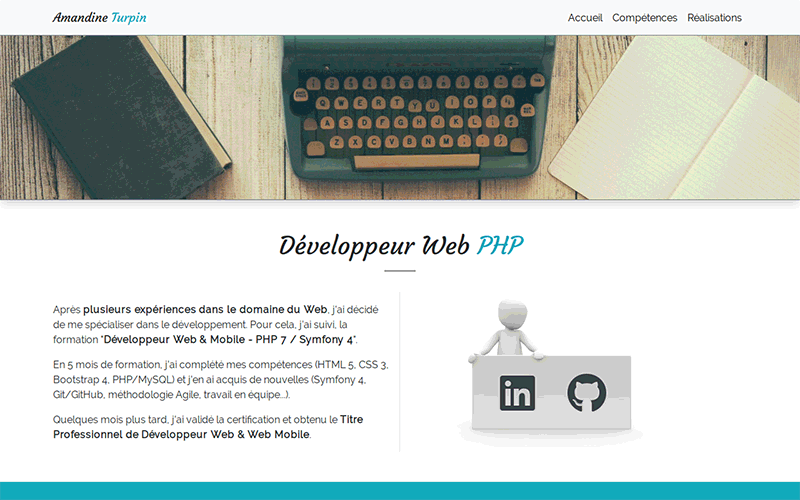 Amandine Turpin
Accueil Compétences Réalisations
Q W E R T Y U I O P
A S D F G H J K L
Z X C V B N M
Développeur Web PHP
Après plusieurs expériences dans le domaine du Web, j'ai décidé
de me spécialiser dans le développement. Pour cela, j'ai suivi, la
formation "Développeur Web & Mobile - PHP 7 / Symfony 4".
En 5 mois de formation, j'ai complété mes compétences (HTML 5, CSS 3,
Bootstrap 4, PHP/MySQL) et j'en ai acquis de nouvelles (Symfony 4,
Git/GitHub, méthodologie Agile, travail en équipe...).
Quelques mois plus tard, j'ai validé la certification et obtenu le Titre
Professionnel de Développeur Web & Web Mobile.
in